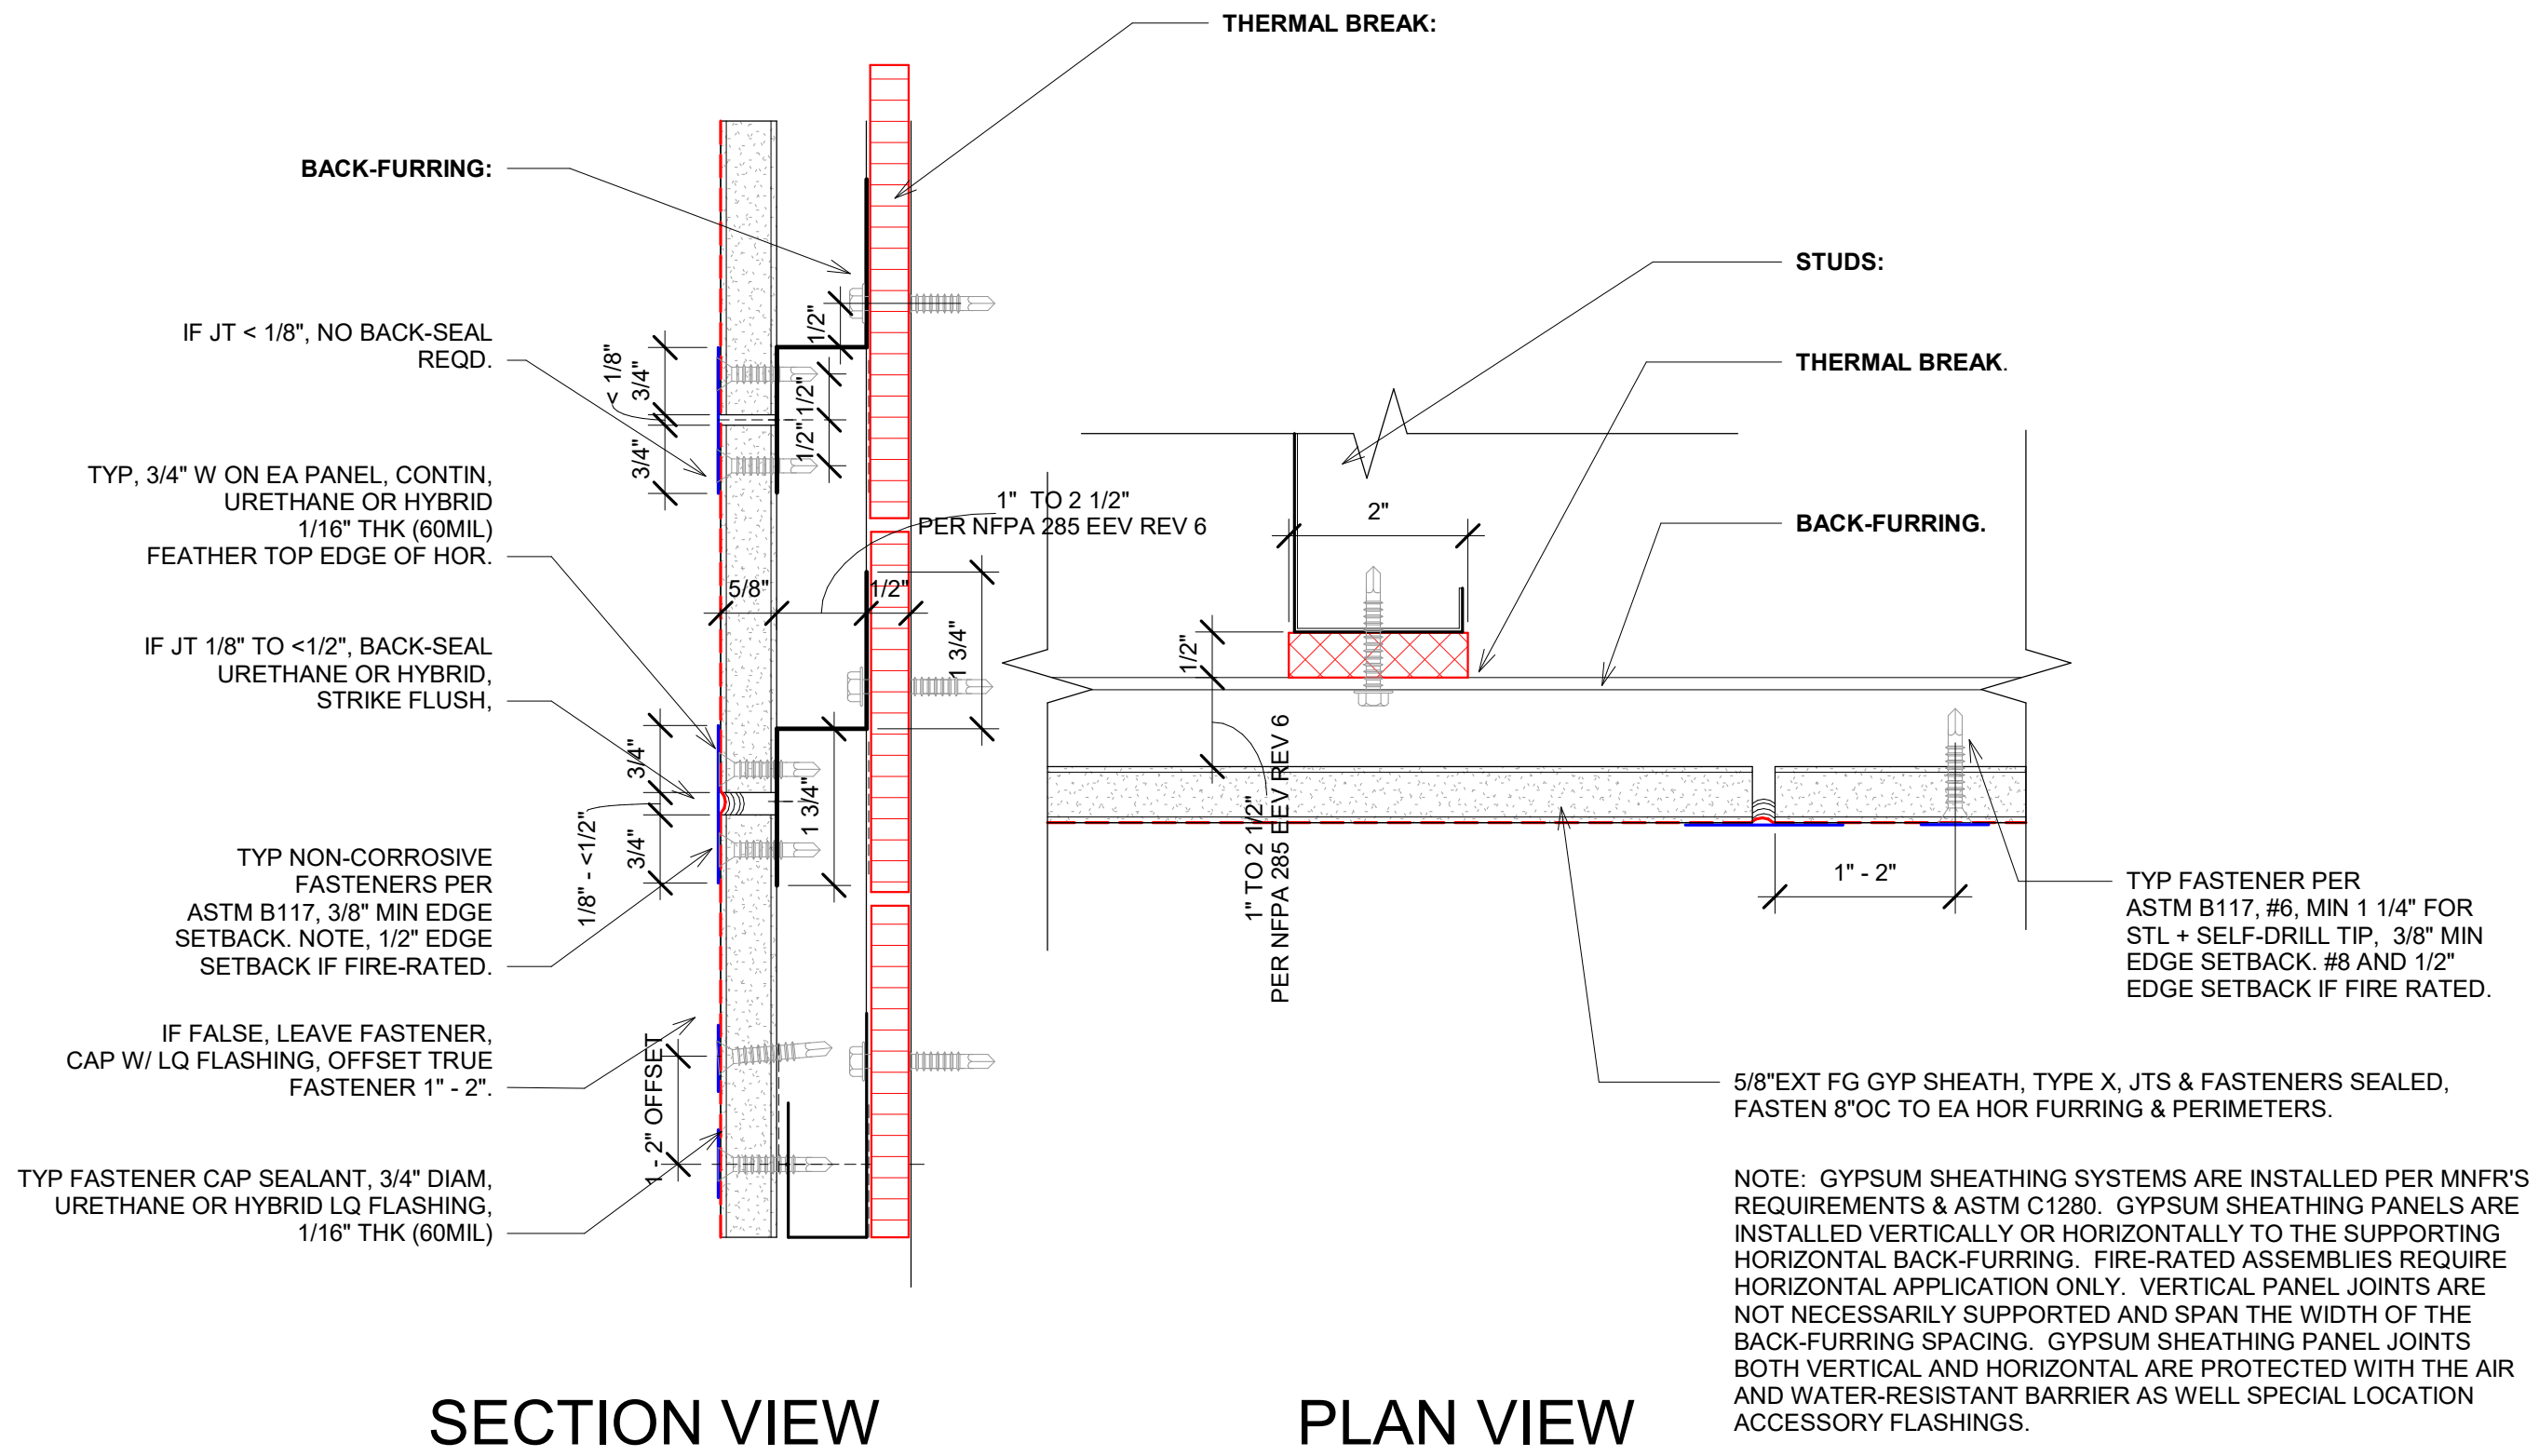 THERMAL BREAK:
BACK-FURRING:
IF JT < 1/8", NO BACK-SEAL
REQD.
TYP, 3/4" W ON EA PANEL, CONTIN,
URETHANE OR HYBRID
1/16" THK (60MIL)
FEATHER TOP EDGE OF HOR.
IF JT 1/8" TO <1/2", BACK-SEAL
URETHANE OR HYBRID,
STRIKE FLUSH,
TYP NON-CORROSIVE
FASTENERS PER
ASTM B117, 3/8" MIN EDGE
SETBACK. NOTE, 1/2" EDGE
SETBACK IF FIRE-RATED.
IF FALSE, LEAVE FASTENER,
CAP W/ LQ FLASHING, OFFSET TRUE
FASTENER 1" - 2".
TYP FASTENER CAP SEALANT, 3/4" DIAM,
URETHANE OR HYBRID LQ FLASHING,
1/16" THK (60MIL)
< 1/8"
3/4"
3/4"
1/2"
1/2"
1/2"
1" TO 2 1/2"
PER NFPA 285 EEV REV 6
5/8"
1/2"
1 3/4"
3/4"
3/4"
1/8" - <1/2"
1 3/4"
1 - 2" OFFSET
SECTION VIEW
STUDS:
THERMAL BREAK.
BACK-FURRING.
2"
1/2"
1" TO 2 1/2"
PER NFPA 285 EEV REV 6
1" - 2"
TYP FASTENER PER
ASTM B117, #6, MIN 1 1/4" FOR
STL + SELF-DRILL TIP, 3/8" MIN
EDGE SETBACK. #8 AND 1/2"
EDGE SETBACK IF FIRE RATED.
5/8"EXT FG GYP SHEATH, TYPE X, JTS & FASTENERS SEALED,
FASTEN 8"OC TO EA HOR FURRING & PERIMETERS.
NOTE: GYPSUM SHEATHING SYSTEMS ARE INSTALLED PER MNFR'S
REQUIREMENTS & ASTM C1280. GYPSUM SHEATHING PANELS ARE
INSTALLED VERTICALLY OR HORIZONTALLY TO THE SUPPORTING
HORIZONTAL BACK-FURRING. FIRE-RATED ASSEMBLIES REQUIRE
HORIZONTAL APPLICATION ONLY. VERTICAL PANEL JOINTS ARE
NOT NECESSARILY SUPPORTED AND SPAN THE WIDTH OF THE
BACK-FURRING SPACING. GYPSUM SHEATHING PANEL JOINTS
BOTH VERTICAL AND HORIZONTAL ARE PROTECTED WITH THE AIR
AND WATER-RESISTANT BARRIER AS WELL SPECIAL LOCATION
ACCESSORY FLASHINGS.
PLAN VIEW